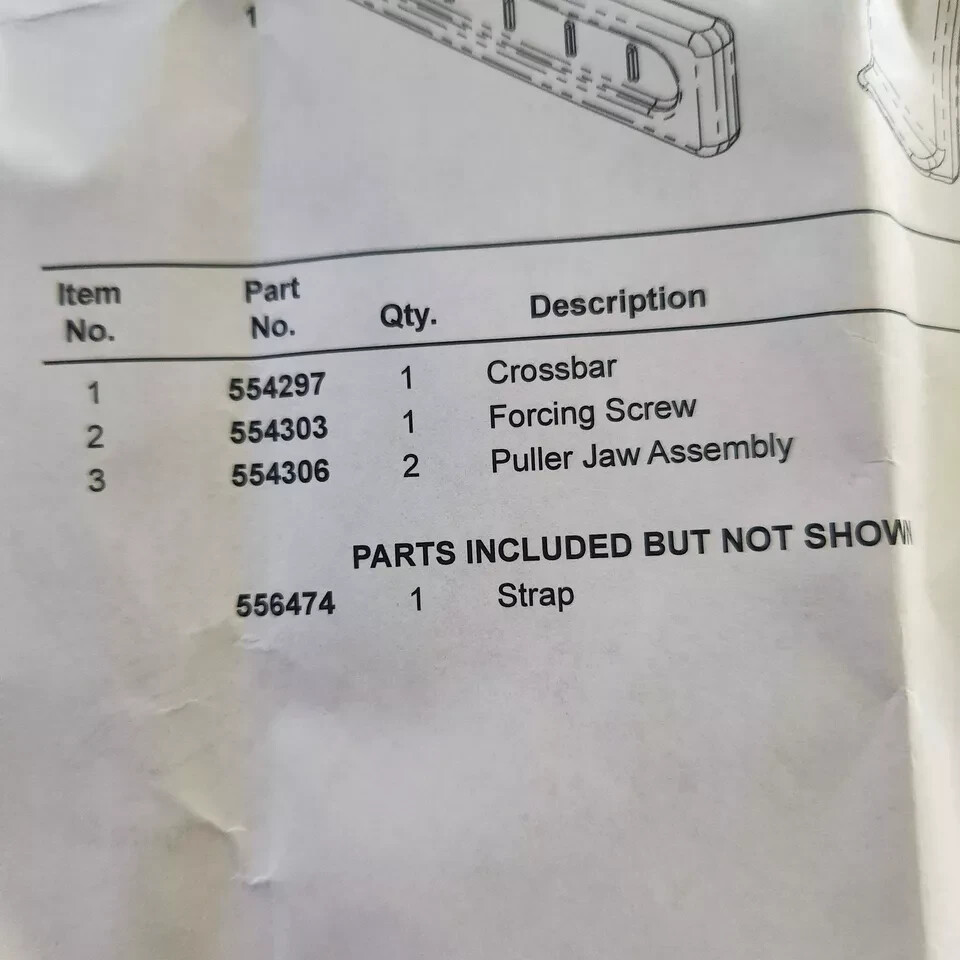 1
Item No. Part No. Qty. Description
1 554297 1 Crossbar
2 554303 1 Forcing Screw
3 554306 2 Puller Jaw Assembly
PARTS INCLUDED BUT NOT SHOWN
556474 1 Strap